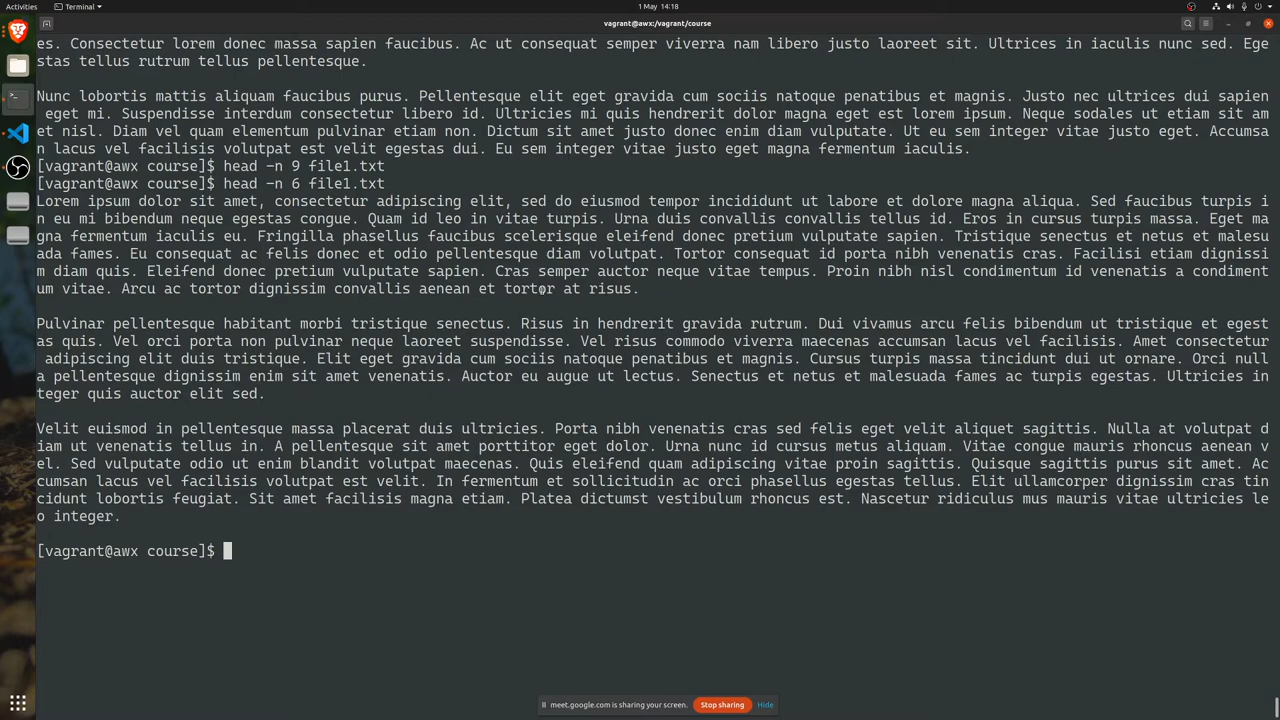 Activities
Terminal
1 May 14:18
vagrant@awx:/vagrant/course
es. Consectetur lorem donec massa sapien faucibus. Ac ut consequat semper viverra nam libero justo laoreet sit. Ultrices in iaculis nunc sed. Ege
stas tellus rutrum tellus pellentesque.
Nunc lobortis mattis aliquam faucibus purus. Pellentesque elit eget gravida cum sociis natoque penatibus et magnis. Justo nec ultrices dui sapien
eget mi. Suspendisse interdum consectetur libero id. Ultricies mi quis hendrerit dolor magna eget est lorem ipsum. Neque sodales ut etiam sit am
et nisl. Diam vel quam elementum pulvinar etiam non. Dictum sit amet justo donec enim diam vulputate. Ut eu sem integer vitae justo eget. Accumsa
n lacus vel facilisis volutpat est velit egestas dui. Eu sem integer vitae justo eget magna fermentum iaculis.
[vagrant@awx course]$ head -n 9 file1.txt
[vagrant@awx course]$ head -n 6 file1.txt
Lorem ipsum dolor sit amet, consectetur adipiscing elit, sed do eiusmod tempor incididunt ut labore et dolore magna aliqua. Sed faucibus turpis i
n eu mi bibendum neque egestas congue. Quam id leo in vitae turpis. Urna duis convallis convallis tellus id. Eros in cursus turpis massa. Eget ma
gna fermentum iaculis eu. Fringilla phasellus faucibus scelerisque eleifend donec pretium vulputate sapien. Tristique senectus et netus et malesu
ada fames. Eu consequat ac felis donec et odio pellentesque diam volutpat. Tortor consequat id porta nibh venenatis cras. Facilisi etiam dignissi
m diam quis. Eleifend donec pretium vulputate sapien. Cras semper auctor neque vitae tempus. Proin nibh nisl condimentum id venenatis a condiment
um vitae. Arcu ac tortor dignissim convallis aenean et tortor at risus.
Pulvinar pellentesque habitant morbi tristique senectus. Risus in hendrerit gravida rutrum. Dui vivamus arcu felis bibendum ut tristique et egest
as quis. Vel orci porta non pulvinar neque laoreet suspendisse. Vel risus commodo viverra maecenas accumsan lacus vel facilisis. Amet consectetur
adipiscing elit duis tristique. Elit eget gravida cum sociis natoque penatibus et magnis. Cursus turpis massa tincidunt dui ut ornare. Orci null
a pellentesque dignissim enim sit amet venenatis. Auctor eu augue ut lectus. Senectus et netus et malesuada fames ac turpis egestas. Ultricies in
teger quis auctor elit sed.
Velit euismod in pellentesque massa placerat duis ultricies. Porta nibh venenatis cras sed felis eget velit aliquet sagittis. Nulla at volutpat d
iam ut venenatis tellus in. A pellentesque sit amet porttitor eget dolor. Urna nunc id cursus metus aliquam. Vitae congue mauris rhoncus aenean v
el. Sed vulputate odio ut enim blandit volutpat maecenas. Quis eleifend quam adipiscing vitae proin sagittis. Quisque sagittis purus sit amet. Ac
cumsan lacus vel facilisis volutpat est velit. In fermentum et sollicitudin ac orci phasellus egestas tellus. Elit ullamcorper dignissim cras tin
cidunt lobortis feugiat. Sit amet facilisis magna etiam. Platea dictumst vestibulum rhoncus est. Nascetur ridiculus mus mauris vitae ultricies le
o integer.
[vagrant@awx course]$
meet.google.com is sharing your screen.
Stop sharing
Hide